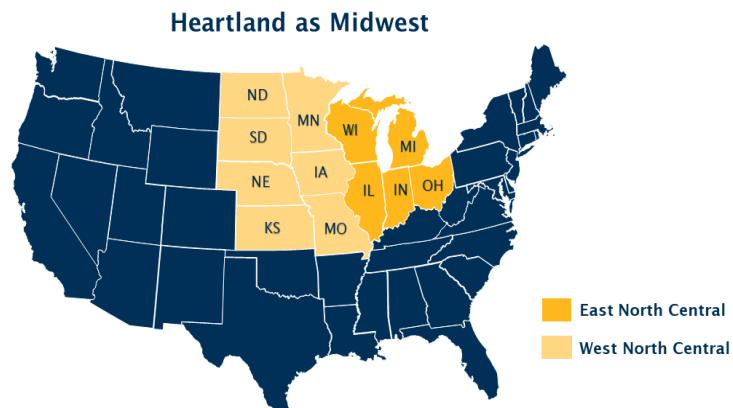 Heartland as Midwest
ND
MN
SD
WI
MI
NE
IA
IL
IN
OH
KS
MO
East North Central
West North Central